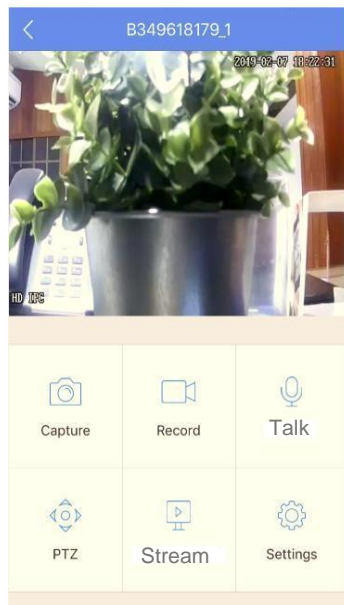 B349618179_1
2019-02-07 18:22:31
HD IPC
Capture
Record
Talk
PTZ
Stream
Settings